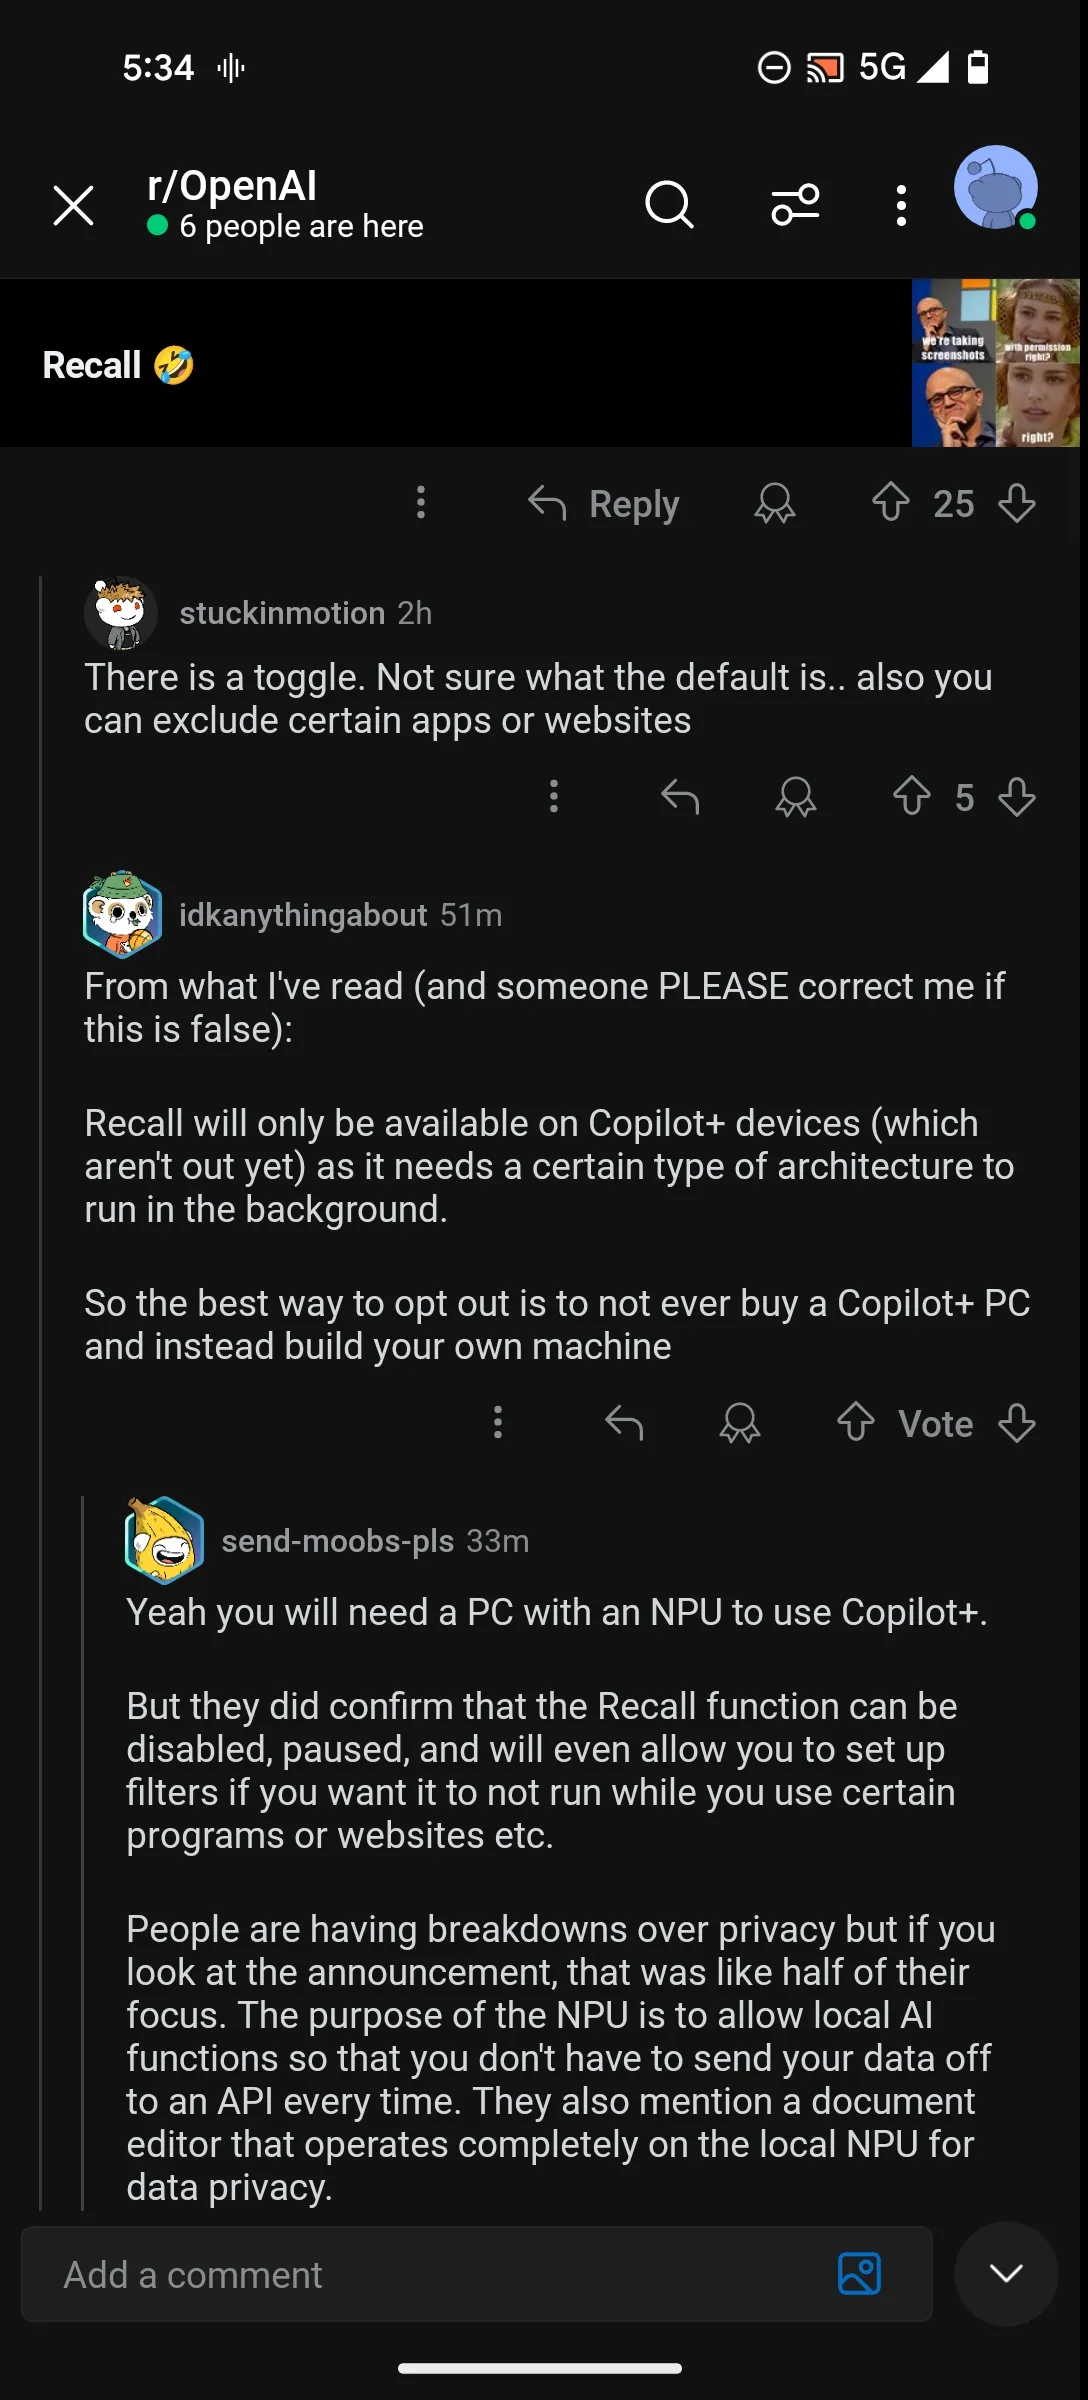 5:34
5G
r/OpenAI
6 people are here
Recall 🤣
we're taking
screenshots
with permission
right?
right?
Reply
25
stuckinmotion 2h
There is a toggle. Not sure what the default is.. also you
can exclude certain apps or websites
5
idkanythingabout 51m
From what I've read (and someone PLEASE correct me if
this is false):
Recall will only be available on Copilot+ devices (which
aren't out yet) as it needs a certain type of architecture to
run in the background.
So the best way to opt out is to not ever buy a Copilot+ PC
and instead build your own machine
Vote
send-moobs-pls 33m
Yeah you will need a PC with an NPU to use Copilot+.
But they did confirm that the Recall function can be
disabled, paused, and will even allow you to set up
filters if you want it to not run while you use certain
programs or websites etc.
People are having breakdowns over privacy but if you
look at the announcement, that was like half of their
focus. The purpose of the NPU is to allow local AI
functions so that you don't have to send your data off
to an API every time. They also mention a document
editor that operates completely on the local NPU for
data privacy.
Add a comment